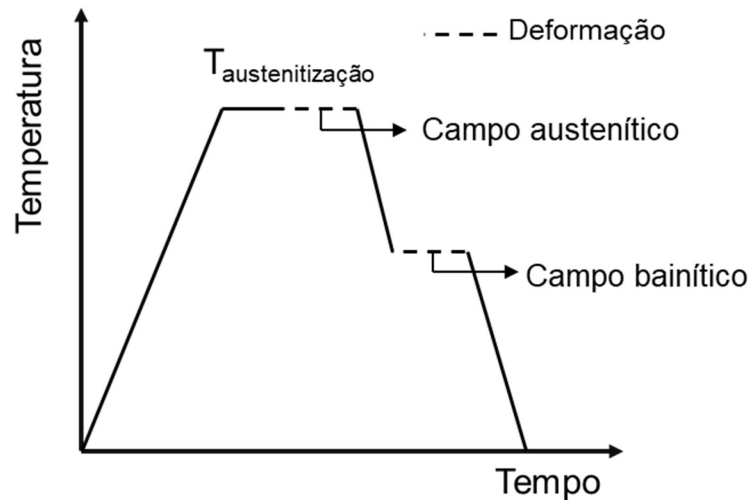 Deformação
Taustenitização
Campo austenítico
Temperatura
Campo bainítico
Tempo